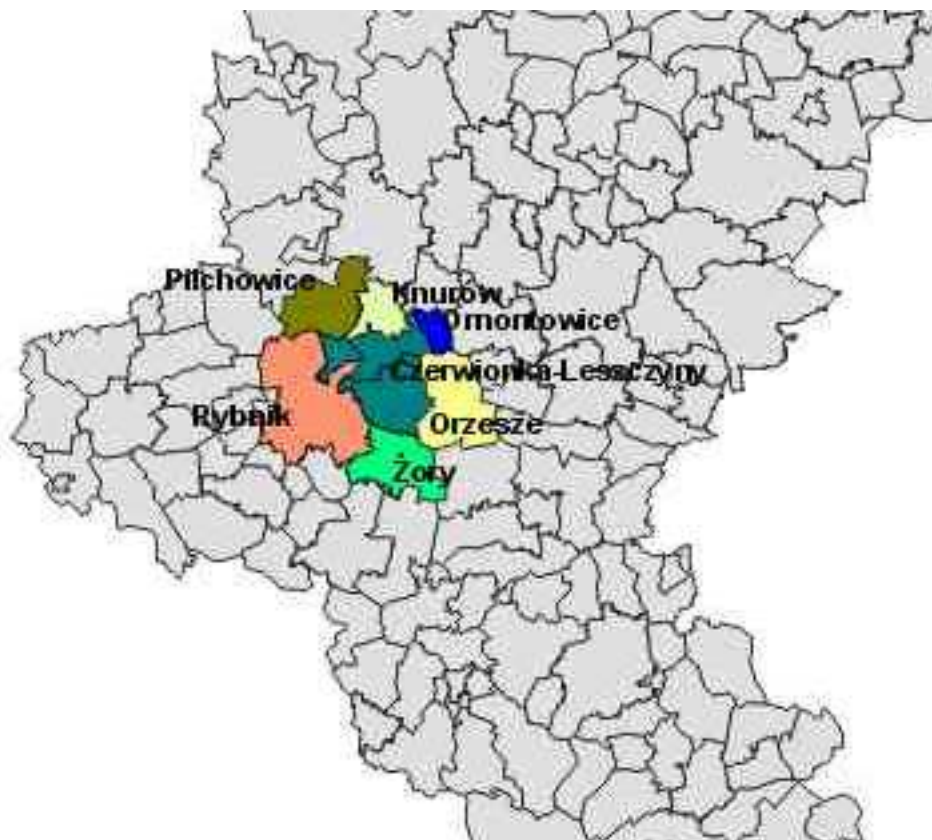 Pilchowice
Knurów
Ornontowice
Czerwionka-Leszczyny
Rybnik
Orzesze
Żory